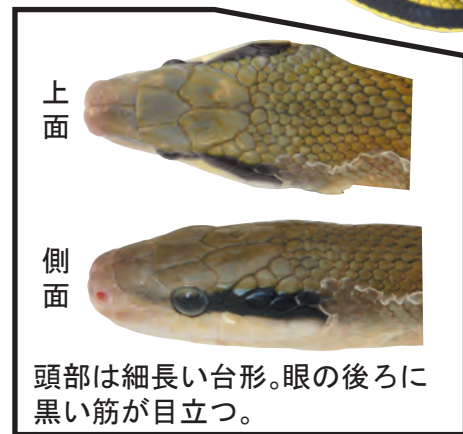 上面
側面
頭部は細長い台形。眼の後ろに
黒い筋が目立つ。